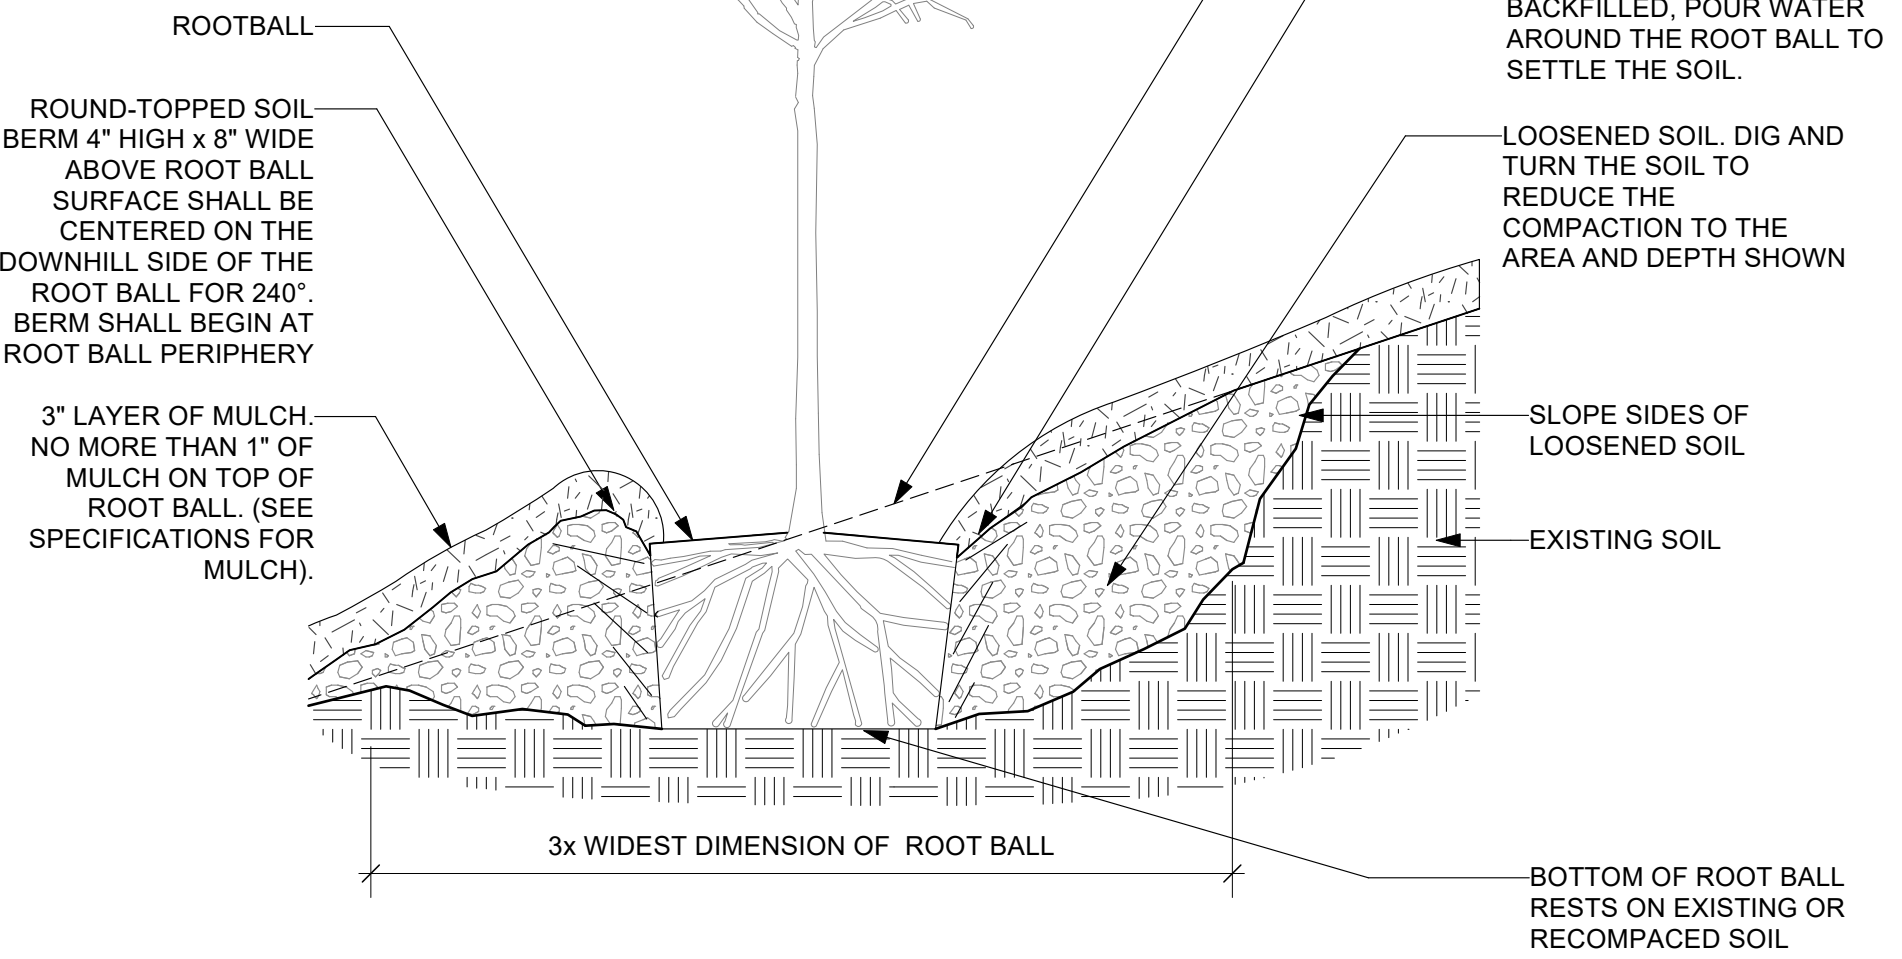 ROOTBALL
ROUND-TOPPED SOIL
BERM 4" HIGH x 8" WIDE
ABOVE ROOT BALL
SURFACE SHALL BE
CENTERED ON THE
DOWNHILL SIDE OF THE
ROOT BALL FOR 240°.
BERM SHALL BEGIN AT
ROOT BALL PERIPHERY
3" LAYER OF MULCH.
NO MORE THAN 1" OF
MULCH ON TOP OF
ROOT BALL. (SEE
SPECIFICATIONS FOR
MULCH).
BACKFILLED, POUR WATER
AROUND THE ROOT BALL TO
SETTLE THE SOIL.
LOOSENED SOIL. DIG AND
TURN THE SOIL TO
REDUCE THE
COMPACTION TO THE
AREA AND DEPTH SHOWN
SLOPE SIDES OF
LOOSENED SOIL
EXISTING SOIL
3x WIDEST DIMENSION OF ROOT BALL
BOTTOM OF ROOT BALL
RESTS ON EXISTING OR
RECOMPACED SOIL